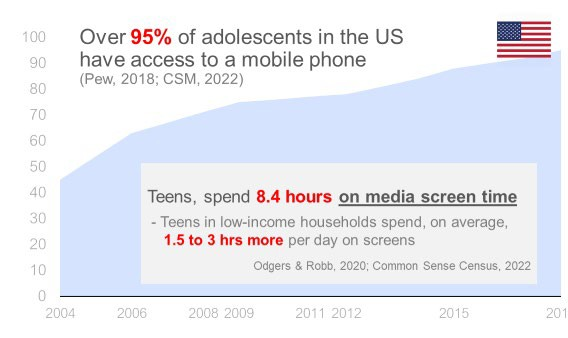 Over 95% of adolescents in the US
have access to a mobile phone
(Pew, 2018; CSM, 2022)
100
90
80
70
60
50
40
30
20
10
0
Teens, spend 8.4 hours on media screen time
- Teens in low-income households spend, on average,
1.5 to 3 hrs more per day on screens
Odgers & Robb, 2020; Common Sense Census, 2022
2004 2006 2008 2009 2011 2012 2015 201